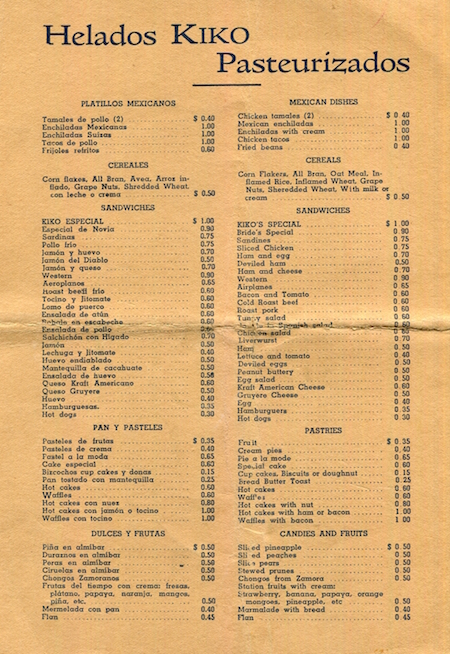 Helados KIKO
Pasteurizados
PLATILLOS MEXICANOS
Tamales de pollo (2) $ 0.40
Enchiladas Mexicanas 1.00
Enchiladas Suizas 1.00
Tacos de pollo 1.00
Frijoles refritos 0.60
CEREALES
Corn flakes, All Bran, Avea, Arroz in-
flado, Grape Nuts, Shredded Wheat,
con leche o crema $ 0.50
SANDWICHES
KIKO ESPECIAL $ 1.00
Especial de Novia 0.90
Sardinas 0.75
Pollo frio 0.75
Jamón y huevo 0.70
Jamón del Diablo 0.50
Jamón y queso 0.70
Western 0.90
Aeroplanos 0.65
Roast beeff frio 0.60
Tocino y Jitomate 0.60
Lomo de puerco 0.60
Ensalada de atún 0.60
en escabeche
Ensalada de pollo
Salchichón con Hígado 0.70
Jamón 0.50
Lechuga y Jitomate 0.40
Huevo endiablado 0.50
Mantequilla de cacahuate 0.50
Ensalada de huevo 0.50
Queso Kraft Americano 0.60
Queso Gruyere 0.50
Huevo 0.40
Hamburguesas 0.35
Hot dogs 0.30
PAN Y PASTELES
Pasteles de frutas $ 0.35
Pasteles de crema 0.40
Pastel a la moda 0.65
Cake especial 0.60
Bizcochos cup cakes y donas 0.15
Pan tostado con mantequilla 0.25
Hot cakes 0.60
Waffles 0.60
Hot cakes con nues 0.80
Hot cakes con jamón o tocino 1.00
Waffles con tocino 1.00
DULCES Y FRUTAS
Piña en almibar $ 0.50
Duraznos en almibar 0.50
Peras en almibar 0.50
Ciruelas en almibar 0.50
Chongos Zamoranos 0.50
Frutas del tiempo con crema: fresas,
plátano, papaya, naranja, mangos,
piña, etc. 0.50
Mermelada con pan 0.40
Flan 0.45
MEXICAN DISHES
Chicken tamales (2) $ 0 40
Mexican enchiladas 1.00
Enchiladas with cream 1.00
Chicken tacos 1.00
Fried beans 0 40
CEREALS
Corn Flakers, All Bran, Oat Meal, In-
flamed Rice, Inflamed Wheat, Grape
Nuts, Sheredded Wheat, With milk or
cream $ 0 50
SANDWICHES
KIKO'S SPECIAL $ 1 00
Bride's Special 0 90
Sandines 0 75
Sliced Chicken 0 75
Ham and egg 0 70
Deviled ham 0.50
Ham and cheese 0 70
Western 0 90
Airplanes 0 65
Bacon and Tomato 0 60
Cold Roast beef 0 60
Roast pork 0 60
salad 0 60
Spanish salad
Chicken salad
Liverwurst 0 70
Ham 0 50
Lettuce and tomato 0 40
Deviled eggs 0 50
Peanut buttery 0 50
Egg salad 0 50
Kraft American Cheese 0 60
Gruyere Cheese 0 50
Egg 0 40
Hamburguers 0 35
Hot dogs 0 30
PASTRIES
Fruit $ 0.35
Cream pies 0 40
Pie a la mode 0 65
Special cake 0 60
Cup cakes, Biscuits or doughnut 0 15
Bread Butter Toast 0 25
Hot cakes 0 60
Waffles 0 60
Hot cakes with nut 0 80
Hot cakes with ham or bacon 1 00
Waffles with bacon 1 00
CANDIES AND FRUITS
Sliced pineapple $ 0.50
Sliced peaches 0 50
pears 0 50
Stewed prunes 0 50
Chongos from Zamora 0 50
Station fruits with cream:
Strawberry, banana, papaya, orange
mongoes, pineapple, etc 0 50
Marmalade with bread 0 40
Flan 0 45